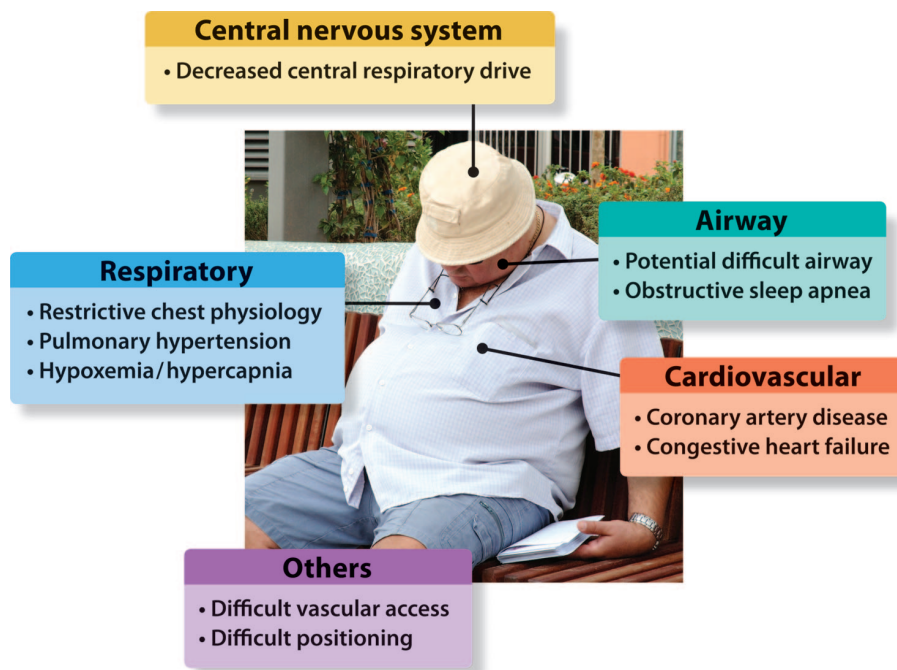 Central nervous system
• Decreased central respiratory drive
Airway
• Potential difficult airway
• Obstructive sleep apnea
Respiratory
• Restrictive chest physiology
• Pulmonary hypertension
• Hypoxemia/hypercapnia
Cardiovascular
• Coronary artery disease
• Congestive heart failure
Others
• Difficult vascular access
• Difficult positioning